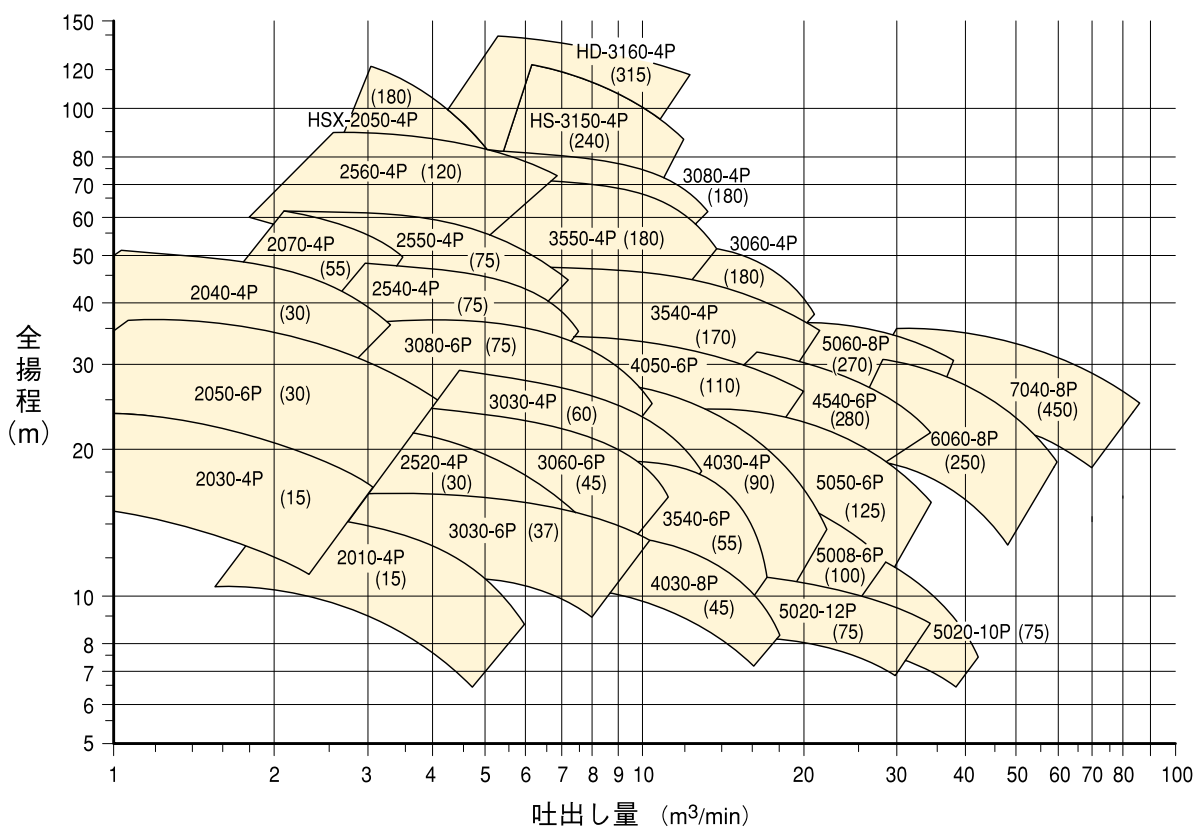 150
120
100
80
70
60
50
40
30
20
10
8
7
6
5
全揚程
(m)
HD-3160-4P
(315)
(180)
HSX-2050-4P
HS-3150-4P
(240)
2560-4P (120)
3080-4P
(180)
2070-4P
(55)
2550-4P
(75)
3550-4P (180)
3060-4P
(180)
2040-4P
(30)
2540-4P
(75)
3540-4P
(170)
3080-6P (75)
5060-8P
(270)
4050-6P
(110)
2050-6P (30)
3030-4P
(60)
4540-6P
(280)
7040-8P
(450)
6060-8P
(250)
2030-4P
(15)
2520-4P
(30)
3060-6P
(45)
4030-4P
(90)
5050-6P
(125)
3030-6P (37)
3540-6P
(55)
2010-4P
(15)
5008-6P
(100)
4030-8P
(45)
5020-12P
(75)
5020-10P (75)
1 2 3 4 5 6 7 8 9 10 20 30 40 50 60 70 80 100
吐出し量 (m³/min)